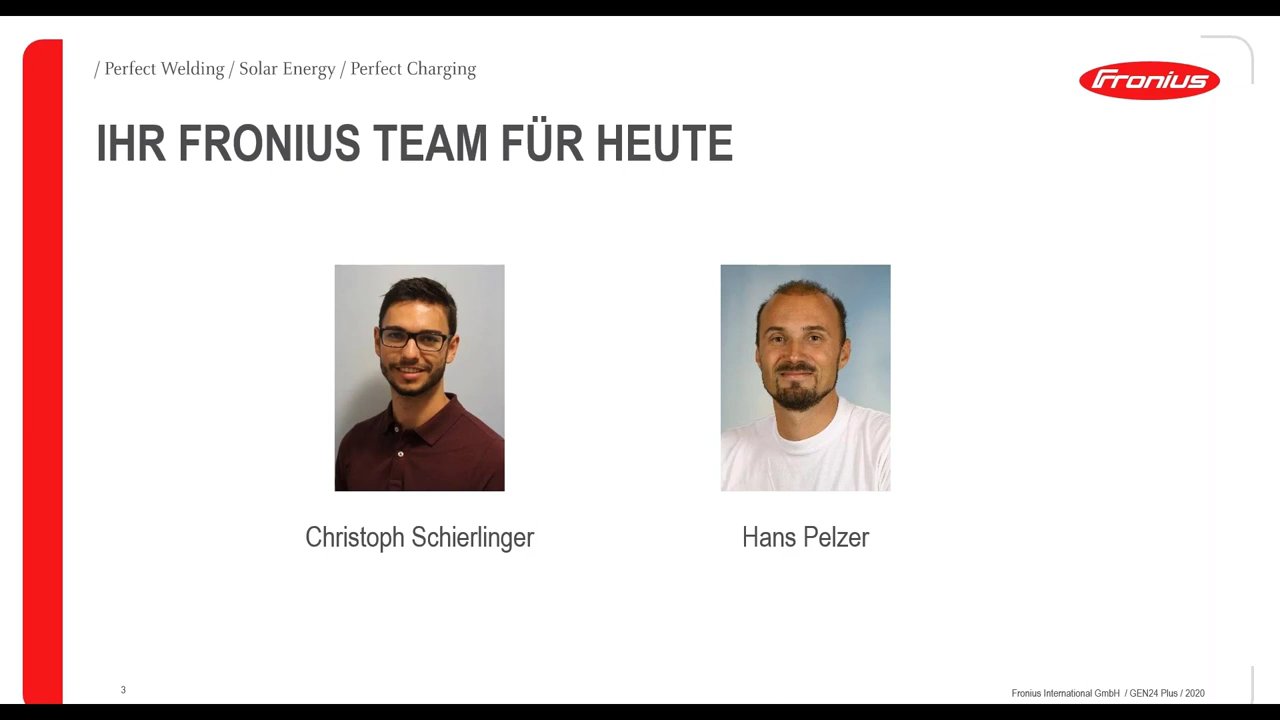 / Perfect Welding / Solar Energy / Perfect Charging
Fronius
IHR FRONIUS TEAM FÜR HEUTE
Christoph Schierlinger
Hans Pelzer
3
Fronius International GmbH / GEN24 Plus / 2020